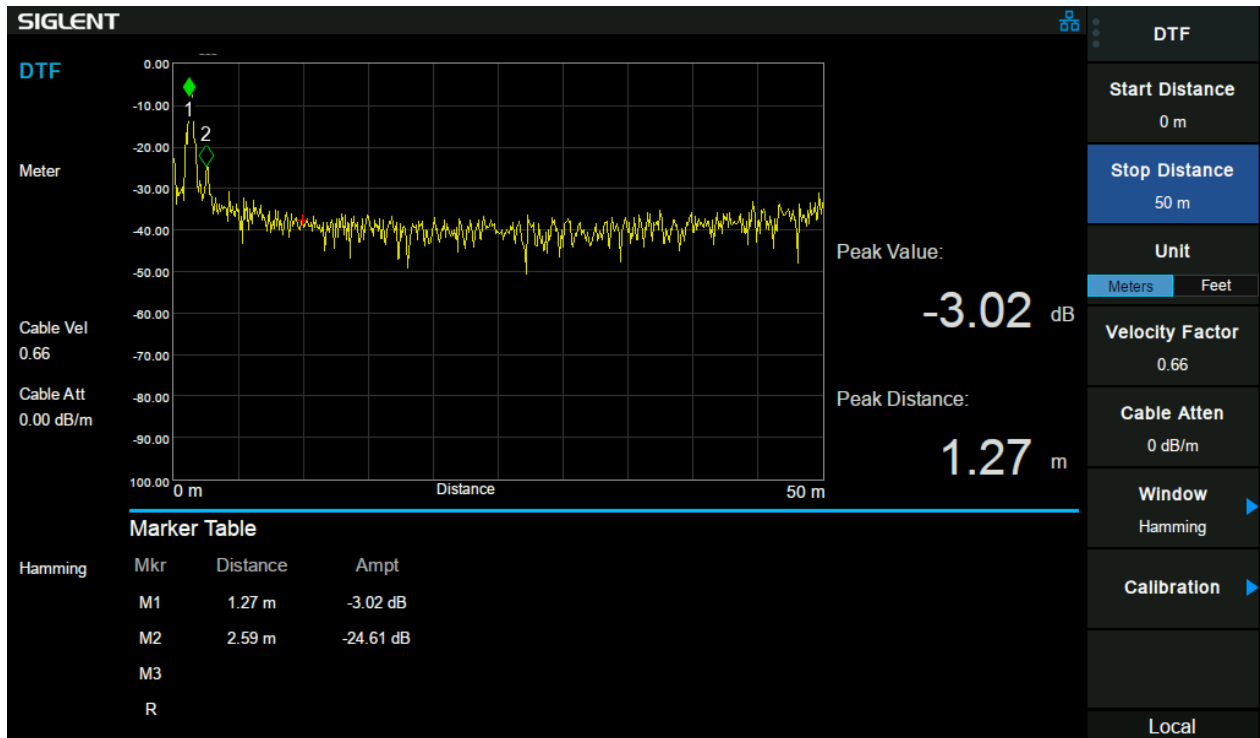 SIGLENT
DTF
Meter
Cable Vel
0.66
Cable Att
0.00 dB/m
Hamming
---
0.00
-10.00
-20.00
-30.00
-40.00
-50.00
-60.00
-70.00
-80.00
-90.00
100.00
1
2
0 m Distance 50 m
Peak Value:
-3.02 dB
Peak Distance:
1.27 m
Marker Table
Mkr Distance Ampt
M1 1.27 m -3.02 dB
M2 2.59 m -24.61 dB
M3
R
DTF
Start Distance
0 m
Stop Distance
50 m
Unit
Meters Feet
Velocity Factor
0.66
Cable Atten
0 dB/m
Window
Hamming
Calibration
Local